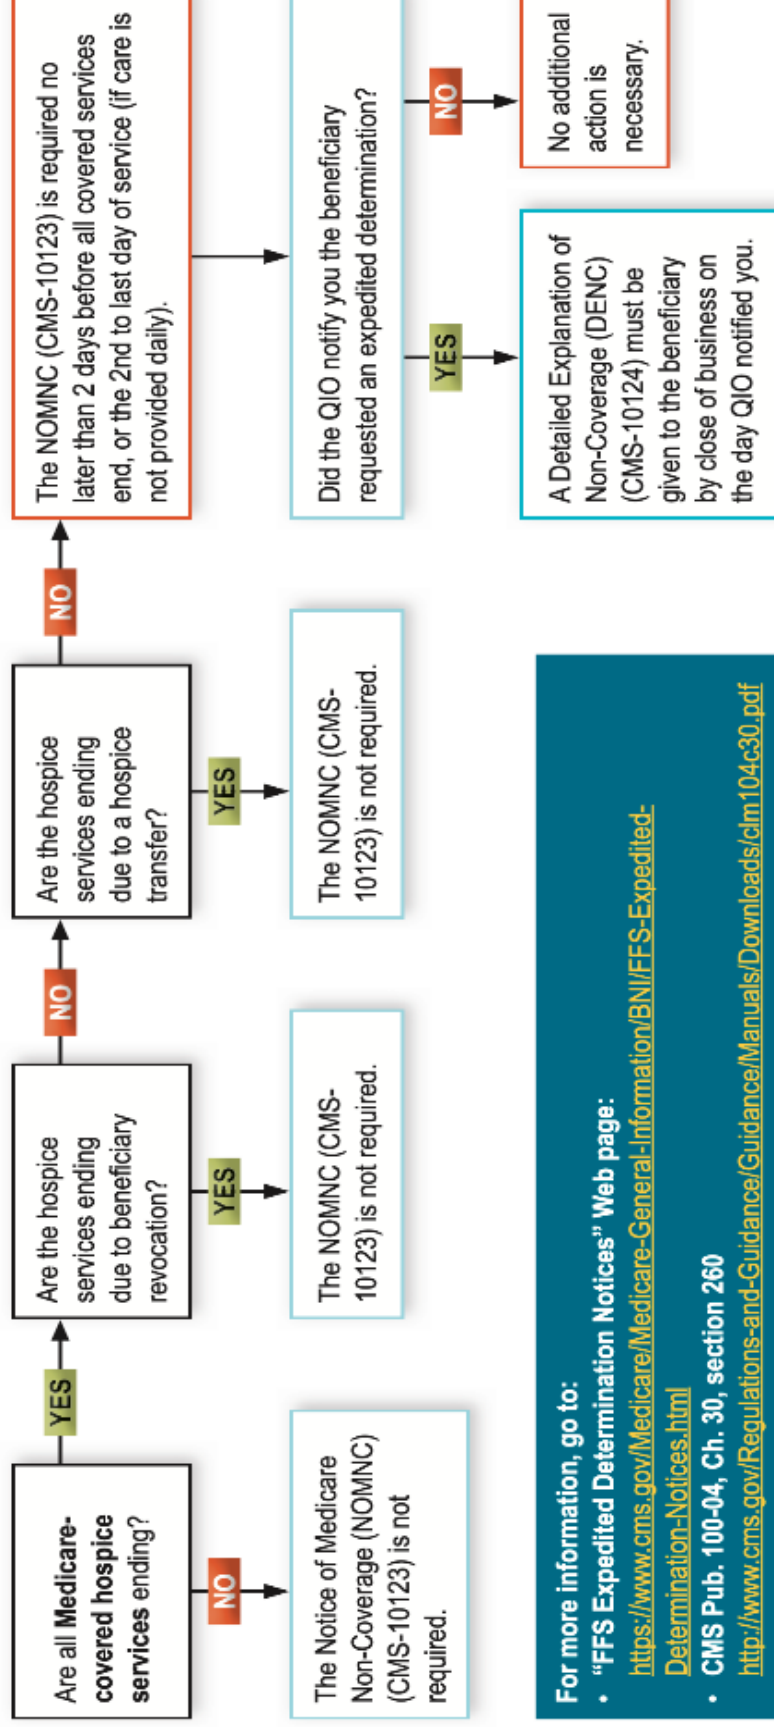 Are all Medicare-
covered hospice
services ending?
YES
NO
The Notice of Medicare
Non-Coverage (NOMNC)
(CMS-10123) is not
required.
Are the hospice
services ending
due to beneficiary
revocation?
NO
YES
The NOMNC (CMS-
10123) is not required.
Are the hospice
services ending
due to a hospice
transfer?
NO
YES
The NOMNC (CMS-
10123) is not required.
The NOMNC (CMS-10123) is required no
later than 2 days before all covered services
end, or the 2nd to last day of service (if care is
not provided daily).
Did the QIO notify you the beneficiary
requested an expedited determination?
YES
NO
A Detailed Explanation of
Non-Coverage (DENC)
(CMS-10124) must be
given to the beneficiary
by close of business on
the day QIO notified you.
No additional
action is
necessary.
For more information, go to:
• “FFS Expedited Determination Notices” Web page:
https://www.cms.gov/Medicare/Medicare-General-Information/BNI/FFS-Expedited-
Determination-Notices.html
• CMS Pub. 100-04, Ch. 30, section 260
http://www.cms.gov/Regulations-and-Guidance/Guidance/Manuals/Downloads/clm104c30.pdf